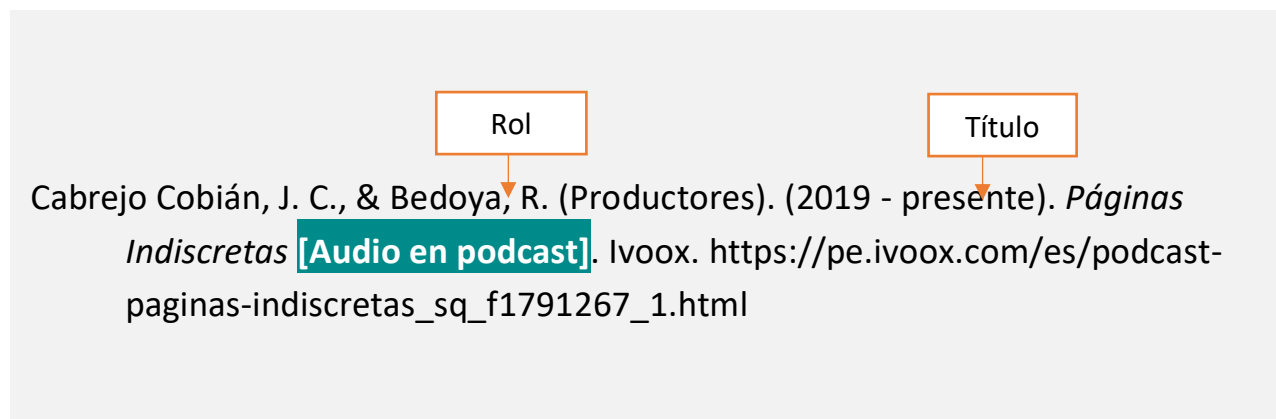 Rol
Título
Cabrejo Cobián, J. C., & Bedoya, R. (Productores). (2019 - presente). Páginas
Indiscretas [Audio en podcast]. Ivoox. https://pe.ivoox.com/es/podcast-
paginas-indiscretas_sq_f1791267_1.html